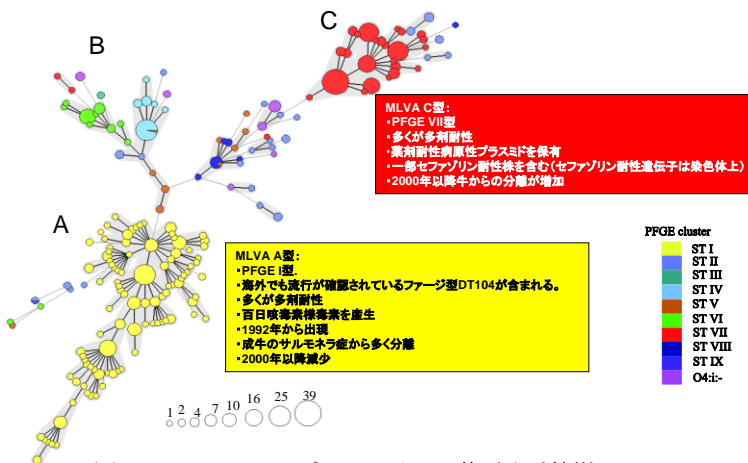 C
B
A
MLVA C型：
・PFGE VII型
・多くが多剤耐性
・薬剤耐性病原性プラスミドを保有
・一部セファゾリン耐性株を含む（セファゾリン耐性遺伝子は染色体上）
・2000年以降牛からの分離が増加
MLVA A型：
・PFGE I型.
・海外でも流行が確認されているファージ型DT104が含まれる。
・多くが多剤耐性
・百日咳毒素様毒素を産生
・1992年から出現
・成牛のサルモネラ症から多く分離
・2000年以降減少
PFGE cluster
ST I
ST II
ST III
ST IV
ST V
ST VI
ST VII
ST VIII
ST IX
O4:i:-
1 2 4 7 10 16 25 39